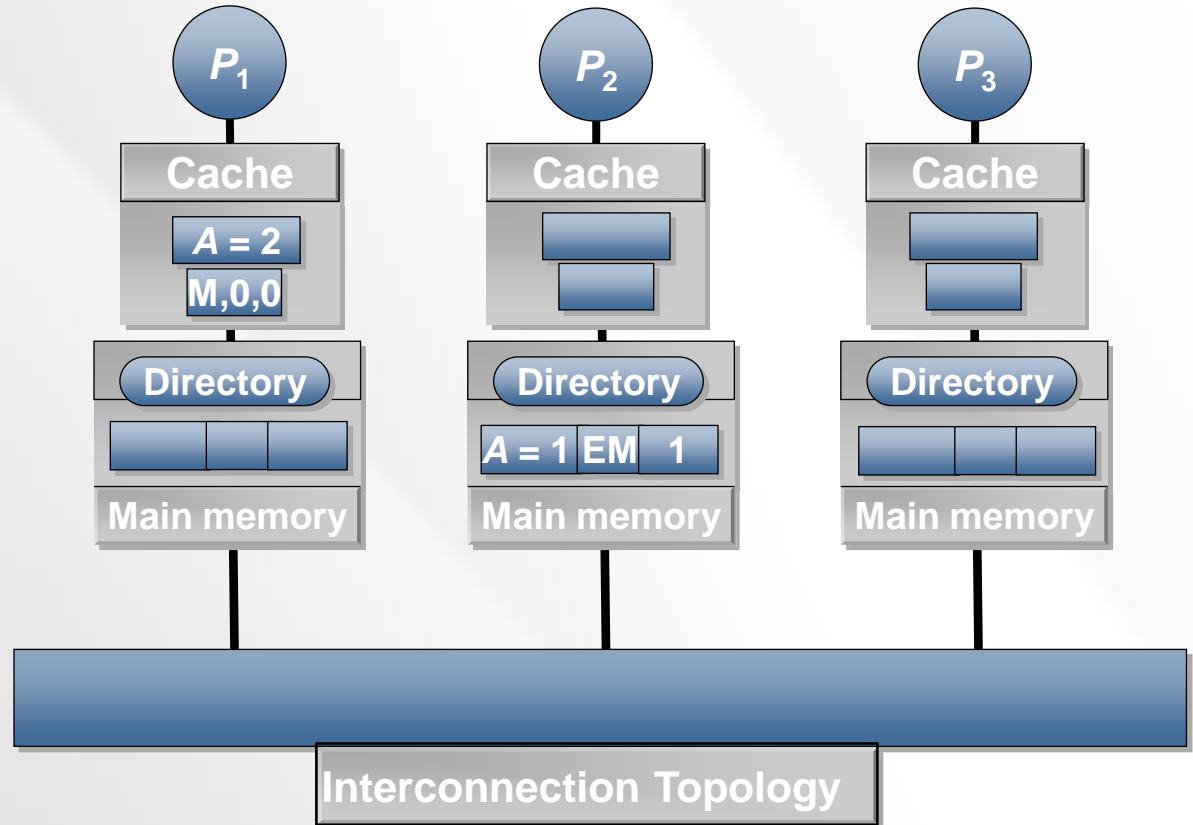 P1 P2 P3
Cache Cache Cache
A = 2
M,0,0
Directory Directory Directory
A = 1 EM 1
Main memory Main memory Main memory
Interconnection Topology